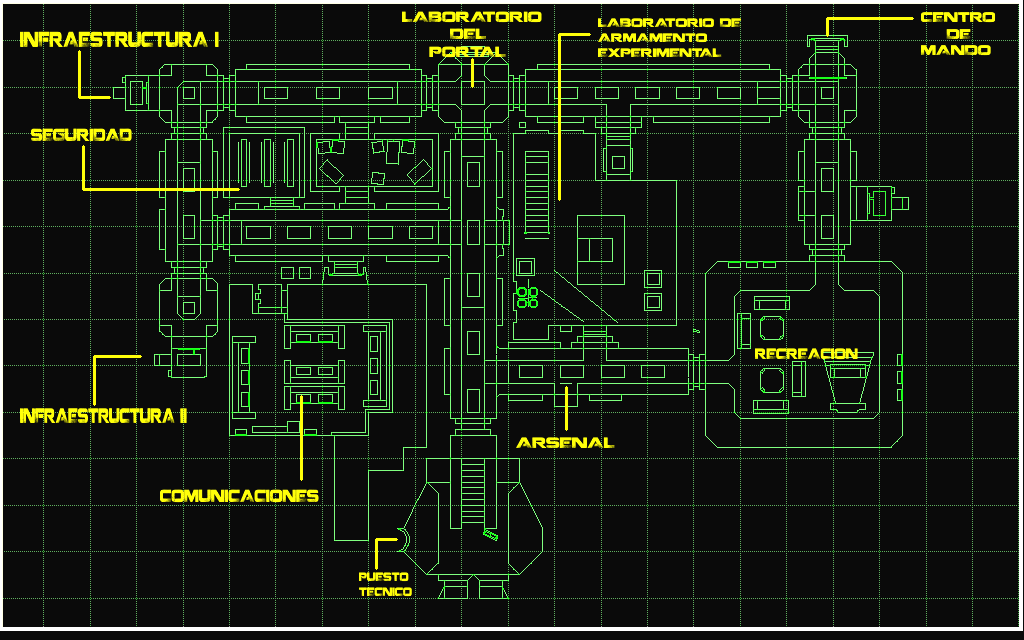 INFRAESTRUCTURA I
LABORATORIO
DEL
PORTAL
LABORATORIO DE
ARMAMENTO
EXPERIMENTAL
CENTRO
DE
MANDO
SEGURIDAD
RECREACION
INFRAESTRUCTURA II
ARSENAL
COMUNICACIONES
PUESTO
TECNICO